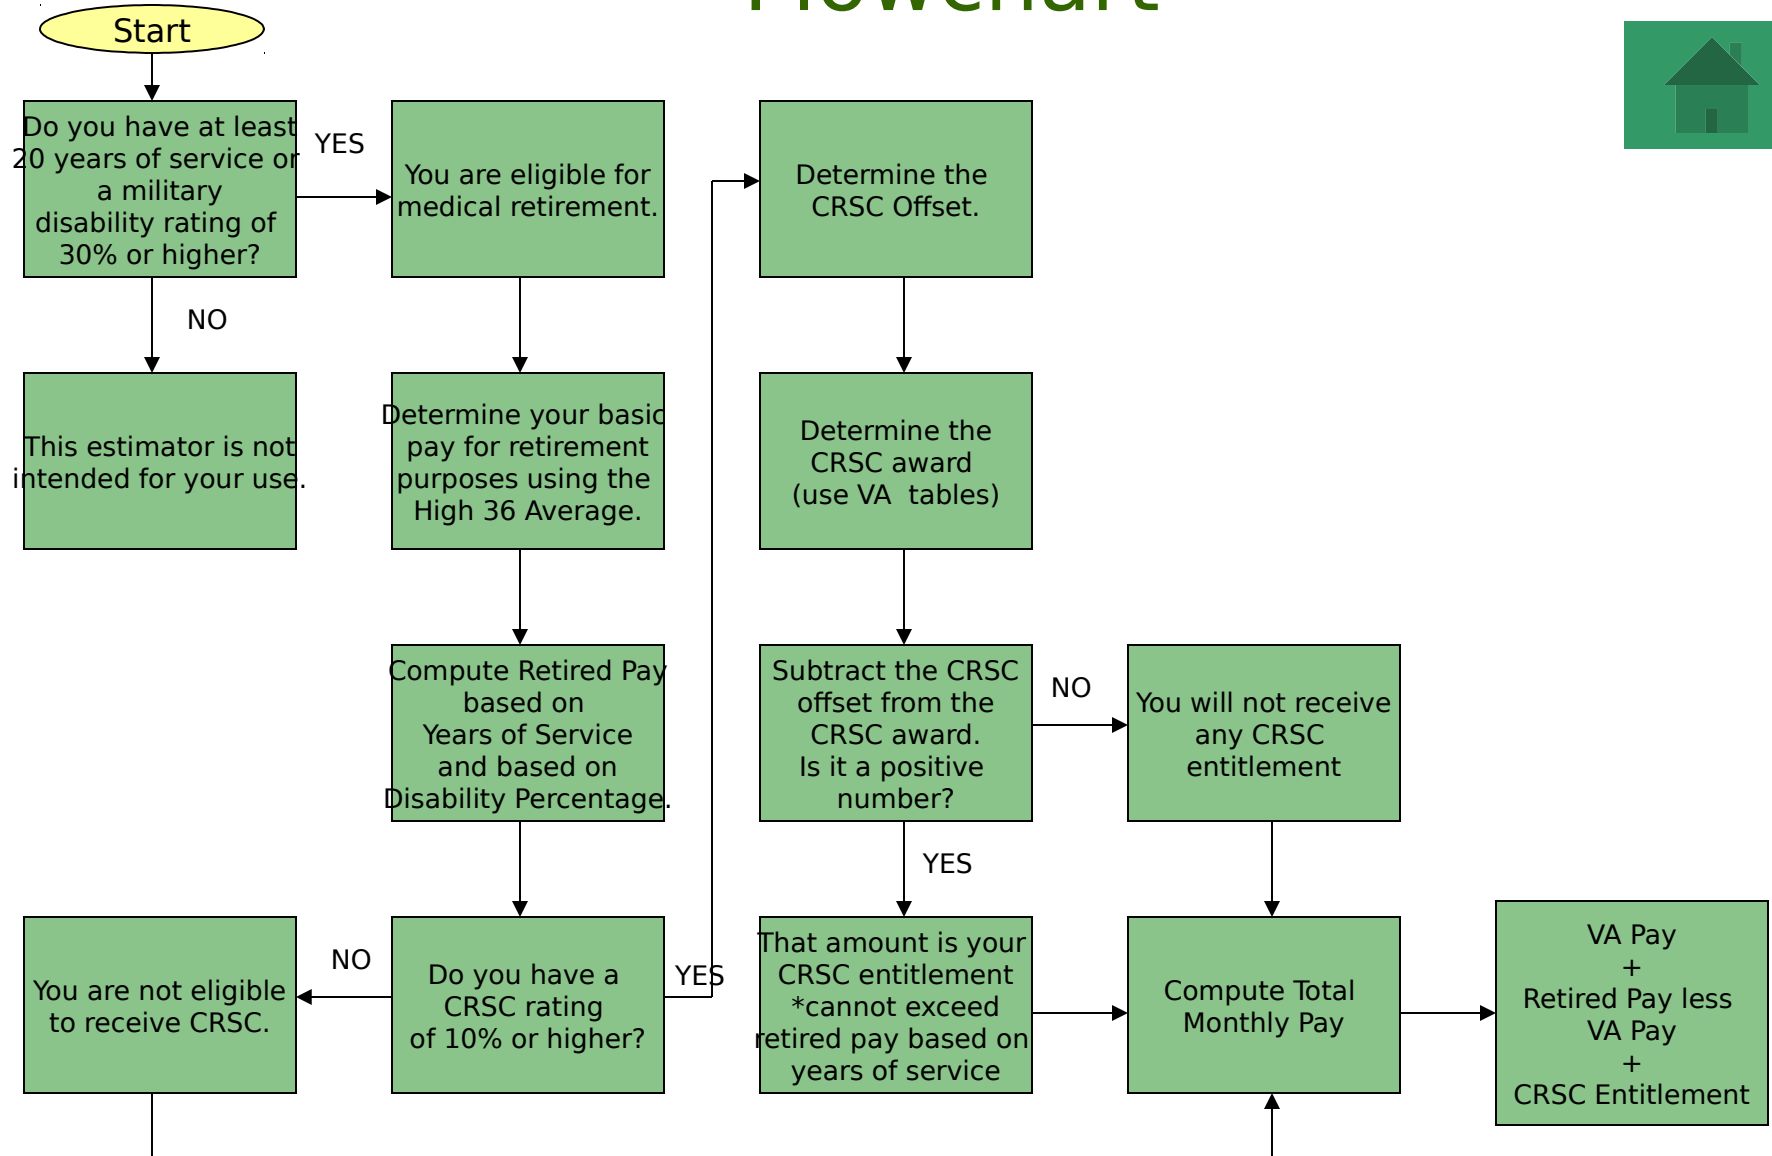 Flowchart
Start
Do you have at least
20 years of service or
a military
disability rating of
30% or higher?
YES
You are eligible for
medical retirement.
Determine the
CRSC Offset.
NO
This estimator is not
intended for your use.
Determine your basic
pay for retirement
purposes using the
High 36 Average.
Determine the
CRSC award
(use VA  tables)
Compute Retired Pay
based on
Years of Service
and based on
Disability Percentage.
Subtract the CRSC
offset from the
CRSC award.
Is it a positive
number?
NO
You will not receive
any CRSC
entitlement
YES
You are not eligible
to receive CRSC.
NO
Do you have a
CRSC rating
of 10% or higher?
YES
That amount is your
CRSC entitlement
*cannot exceed
retired pay based on
years of service
Compute Total
Monthly Pay
VA Pay
+
Retired Pay less
VA Pay
+
CRSC Entitlement